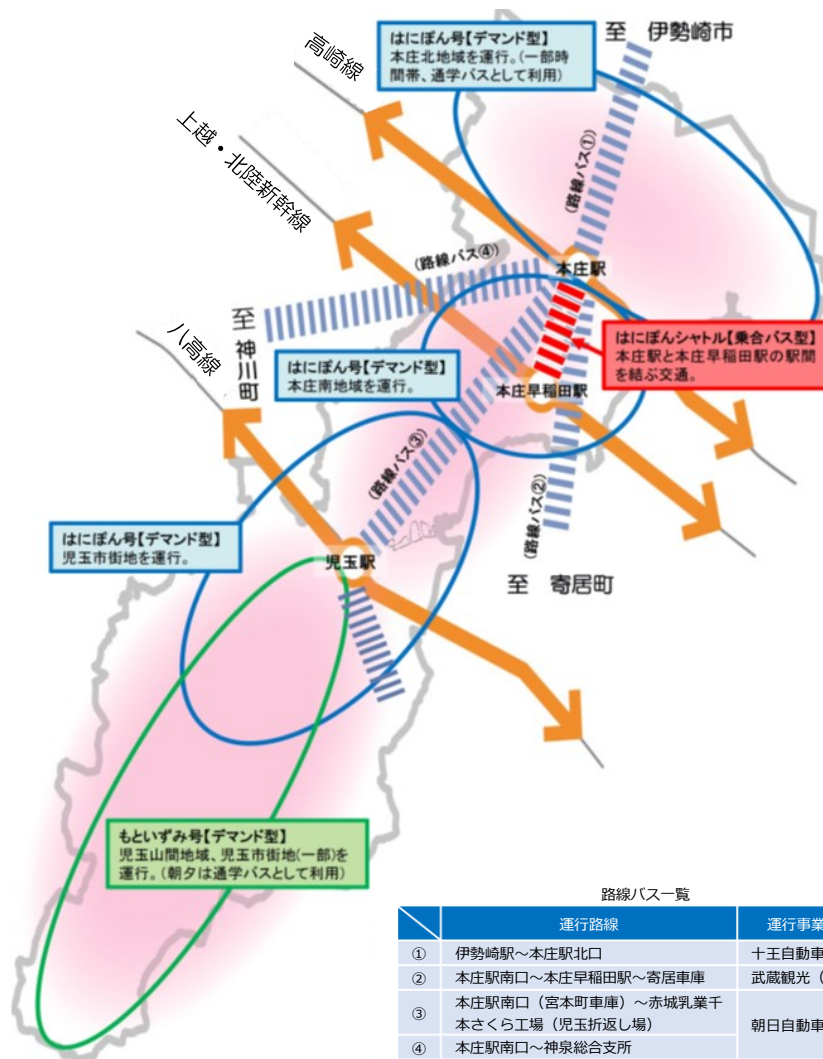 至　伊勢崎市
はにぽん号【デマンド型】
本庄北地域を運行。(一部時
間帯、通学バスとして利用)
高崎線
上越・北陸新幹線
(路線バス①)
(路線バス④)
本庄駅
至 神川町
八高線
はにぽんシャトル【乗合バス型】
本庄駅と本庄早稲田駅の駅間
を結ぶ交通。
はにぽん号【デマンド型】
本庄南地域を運行。
本庄早稲田駅
(路線バス③)
(路線バス②)
はにぽん号【デマンド型】
児玉市街地を運行。
児玉駅
至　寄居町
もといずみ号【デマンド型】
児玉山間地域、児玉市街地(一部)を
運行。(朝夕は通学バスとして利用)
路線バス一覧
運行路線 運行事業
① 伊勢崎駅～本庄駅北口 十王自動車
② 本庄駅南口～本庄早稲田駅～寄居車庫 武蔵観光（
③ 本庄駅南口（宮本町車庫）～赤城乳業千
本さくら工場（児玉折返し場） 朝日自動車
④ 本庄駅南口～神泉総合支所